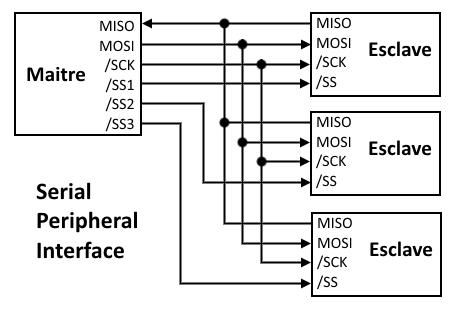 MISO
MOSI
/SCK
/SS1
/SS2
/SS3
Maitre
MISO
MOSI
/SCK
/SS
Esclave
MISO
MOSI
/SCK
/SS
Esclave
MISO
MOSI
/SCK
/SS
Esclave
Serial
Peripheral
Interface